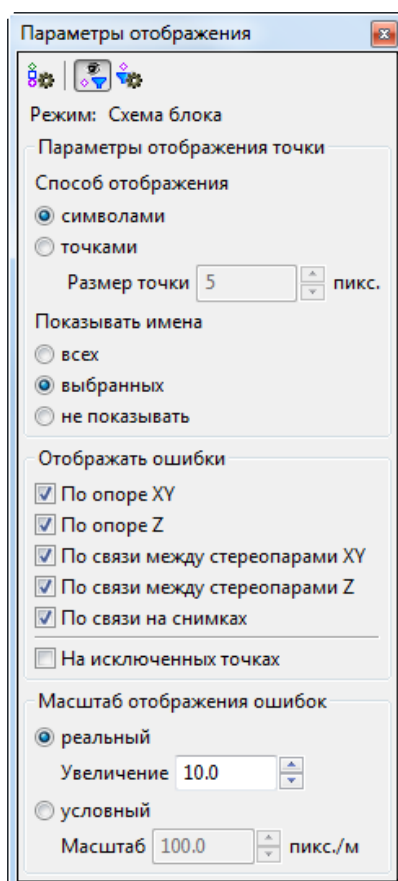 Параметры отображения
Режим: Схема блока
Параметры отображения точки
Способ отображения
символами
точками
Размер точки 5 пикс.
Показывать имена
всех
выбранных
не показывать
Отображать ошибки
По опоре XY
По опоре Z
По связи между стереопарами XY
По связи между стереопарами Z
По связи на снимках
На исключенных точках
Масштаб отображения ошибок
реальный
Увеличение 10.0
условный
Масштаб 100.0 пикс./м